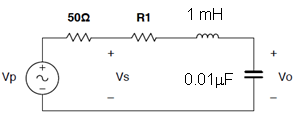 50Ω R1 1 mH
+ + +
Vp Vs 0.01µF Vo
− − −